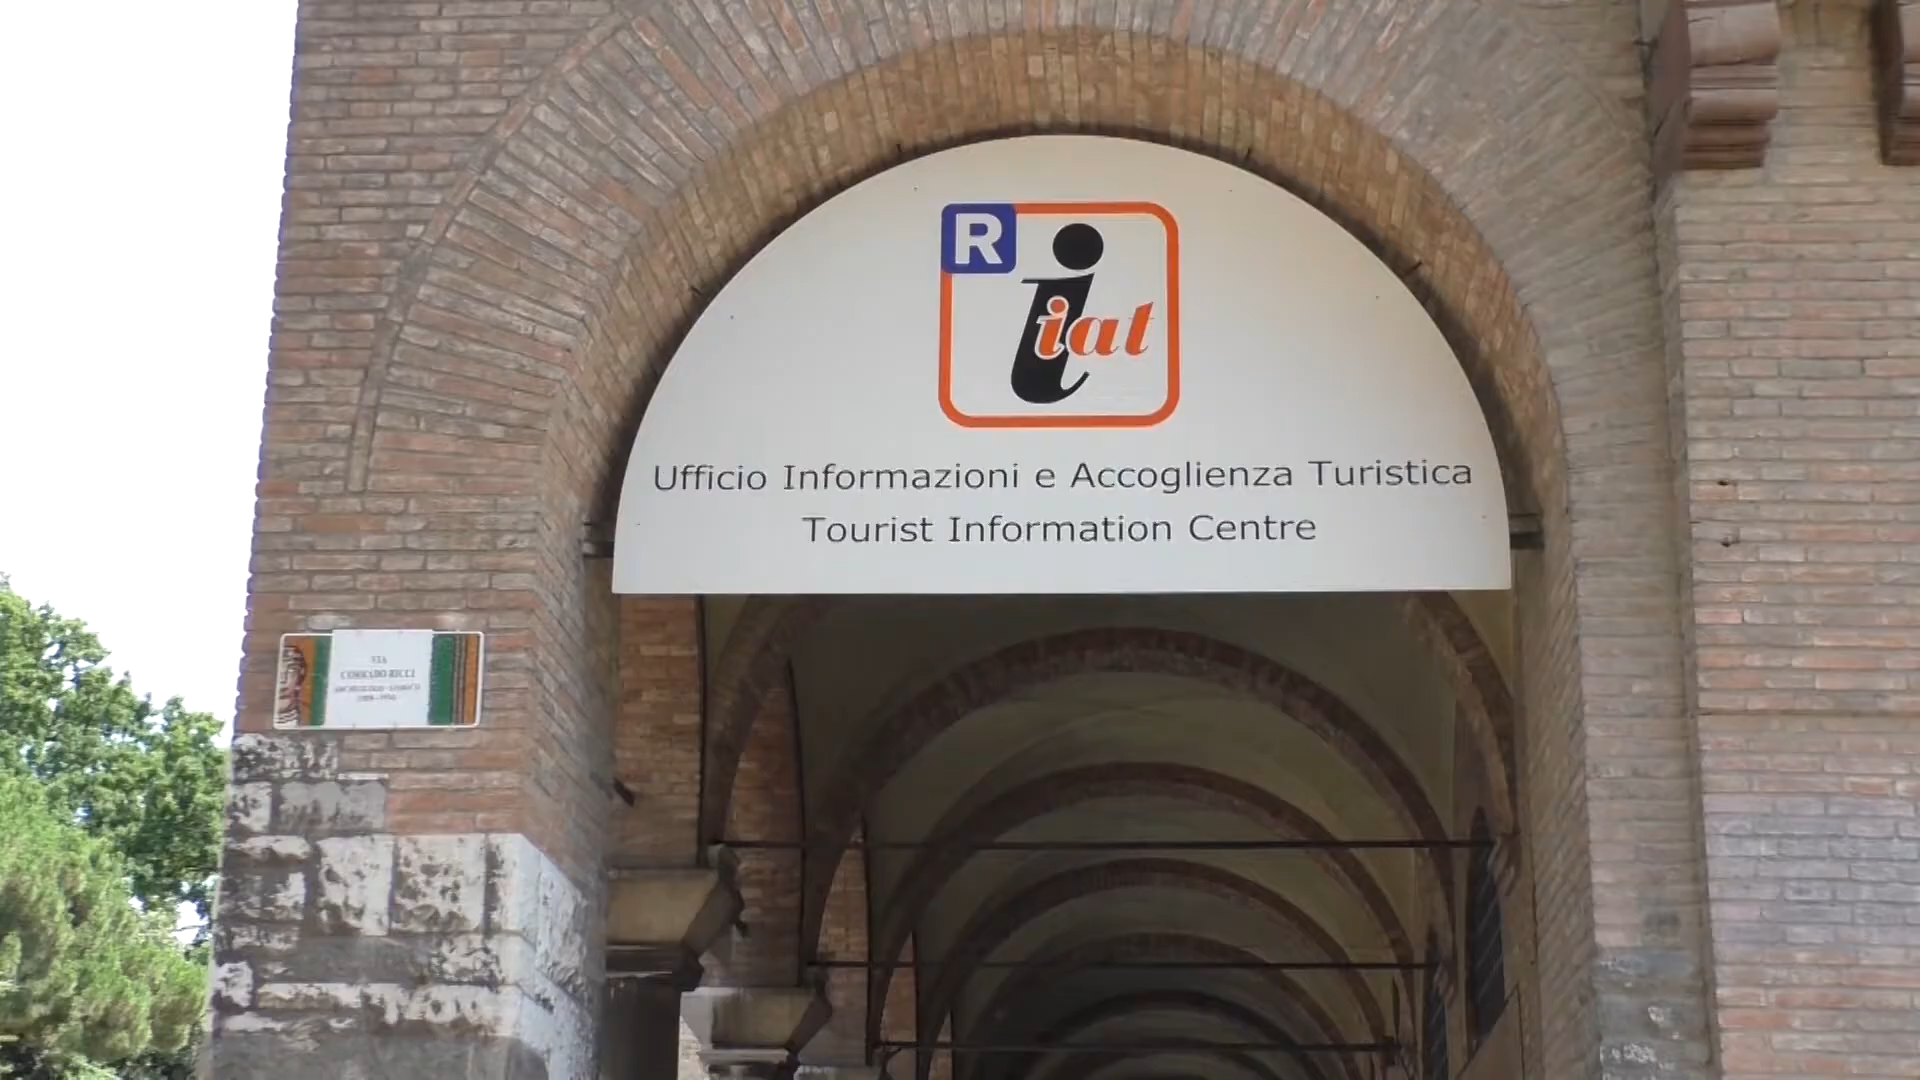 R
i
iat
Ufficio Informazioni e Accoglienza Turistica
Tourist Information Centre
VIA
CORRADO RICCI